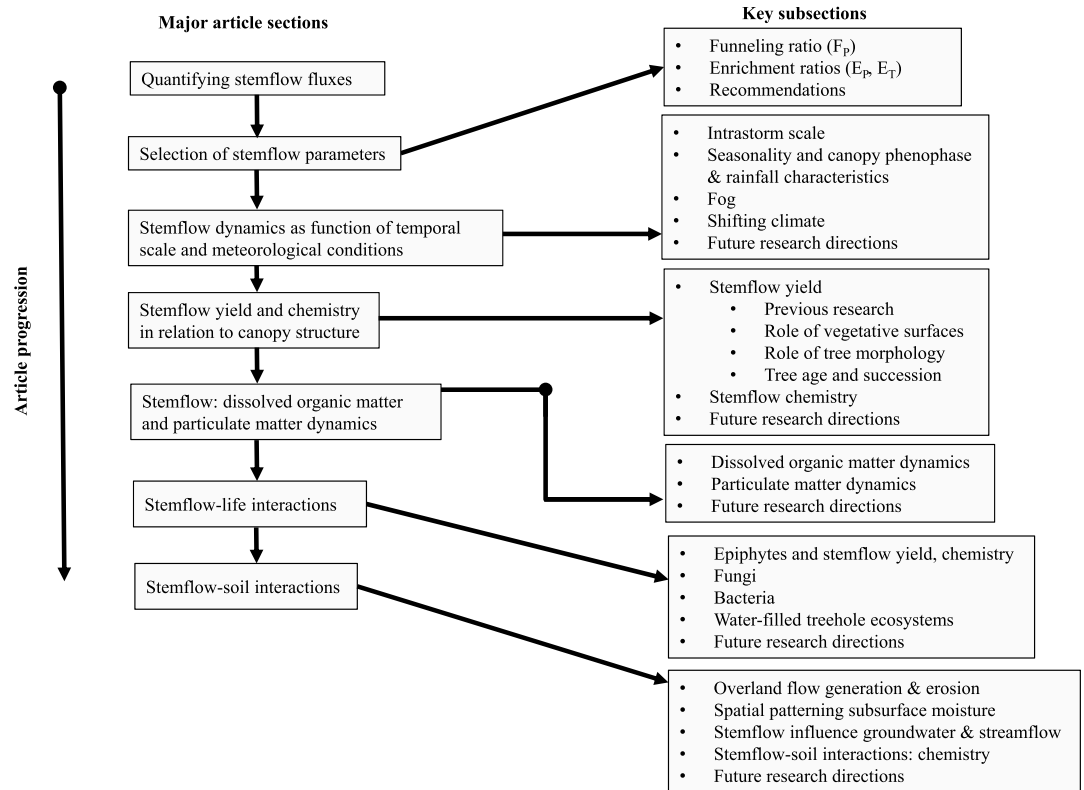 Major article sections
Key subsections
Article progression
Quantifying stemflow fluxes
Selection of stemflow parameters
Stemflow dynamics as function of temporal
scale and meteorological conditions
Stemflow yield and chemistry
in relation to canopy structure
Stemflow: dissolved organic matter
and particulate matter dynamics
Stemflow-life interactions
Stemflow-soil interactions
• Funneling ratio (F_P)
• Enrichment ratios (E_P, E_T)
• Recommendations
• Intrastorm scale
• Seasonality and canopy phenophase
& rainfall characteristics
• Fog
• Shifting climate
• Future research directions
• Stemflow yield
• Previous research
• Role of vegetative surfaces
• Role of tree morphology
• Tree age and succession
• Stemflow chemistry
• Future research directions
• Dissolved organic matter dynamics
• Particulate matter dynamics
• Future research directions
• Epiphytes and stemflow yield, chemistry
• Fungi
• Bacteria
• Water-filled treehole ecosystems
• Future research directions
• Overland flow generation & erosion
• Spatial patterning subsurface moisture
• Stemflow influence groundwater & streamflow
• Stemflow-soil interactions: chemistry
• Future research directions